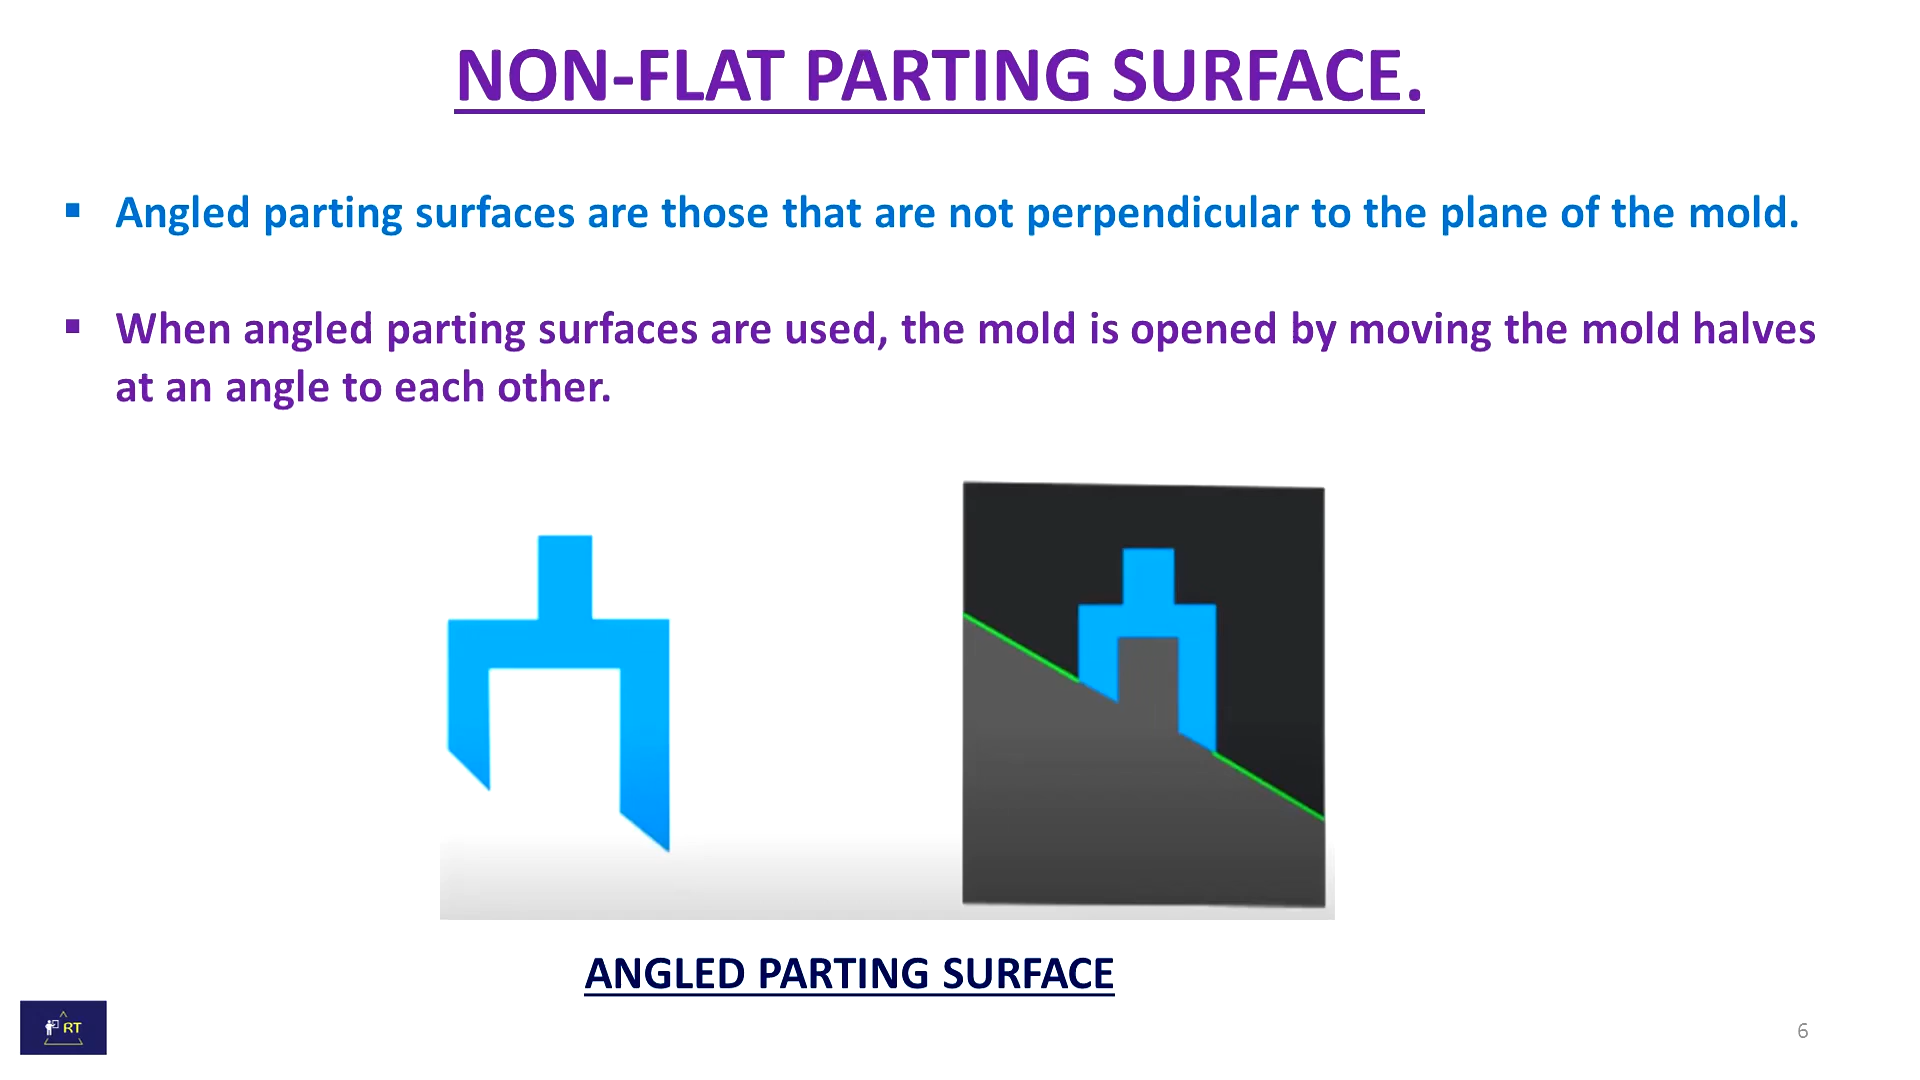 NON-FLAT PARTING SURFACE.
▪ Angled parting surfaces are those that are not perpendicular to the plane of the mold.
▪ When angled parting surfaces are used, the mold is opened by moving the mold halves
at an angle to each other.
ANGLED PARTING SURFACE
RT
6